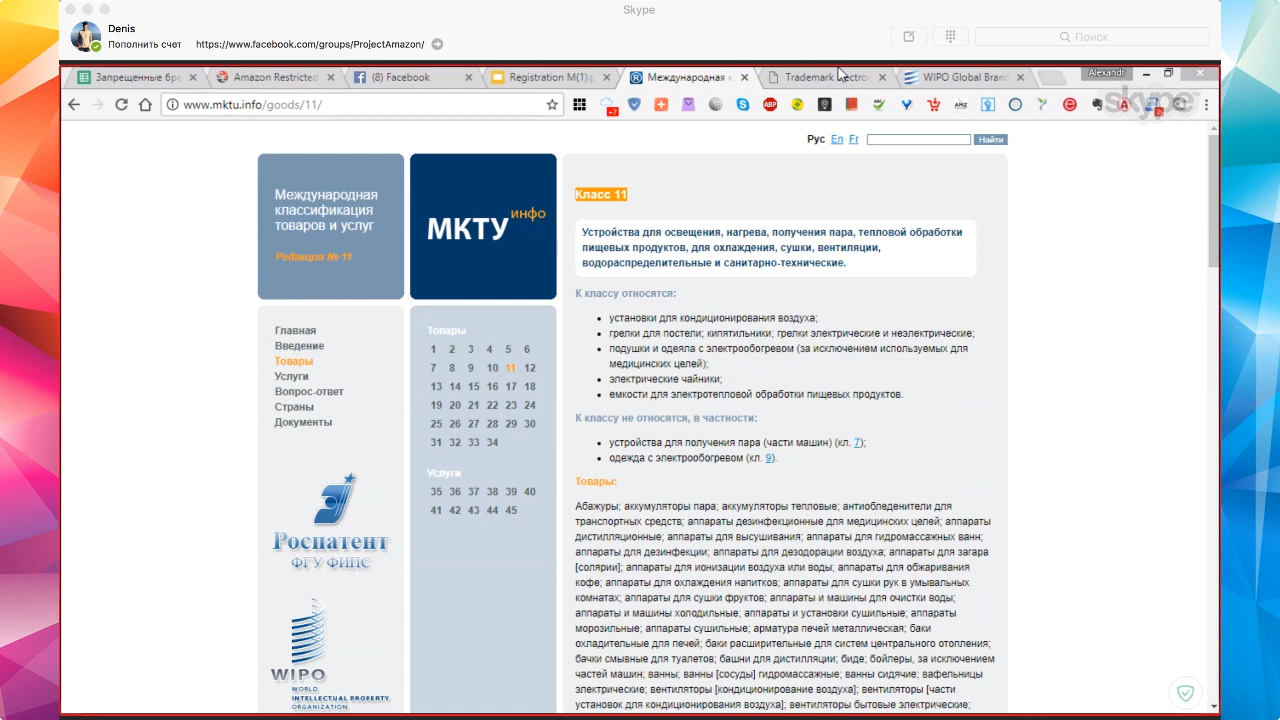 Skype
Denis
Пополнить счет https://www.facebook.com/groups/ProjectAmazon/
Поиск
Запрещенные бре
Amazon Restricted
(8) Facebook
Registration M(1).p
Международная к
Trademark
WIPO Global Brand
Alexandr
www.mktu.info/goods/11/
skype™
Рус En Fr Найти
Международная
классификация
товаров и услуг
Редакция № 11
МКТУ инфо
Главная
Введение
Товары
Услуги
Вопрос-ответ
Страны
Документы
Роспатент
ФГУ ФИПС
WIPO
WORLD
INTELLECTUAL PROPERTY
ORGANIZATION
Товары
1 2 3 4 5 6
7 8 9 10 11 12
13 14 15 16 17 18
19 20 21 22 23 24
25 26 27 28 29 30
31 32 33 34
Услуги
35 36 37 38 39 40
41 42 43 44 45
Класс 11
Устройства для освещения, нагрева, получения пара, тепловой обработки
пищевых продуктов, для охлаждения, сушки, вентиляции,
водораспределительные и санитарно-технические.
К классу относятся:
установки для кондиционирования воздуха;
грелки для постели; кипятильники; грелки электрические и неэлектрические;
подушки и одеяла с электрообогревом (за исключением используемых для
медицинских целей);
электрические чайники;
емкости для электротепловой обработки пищевых продуктов.
К классу не относятся, в частности:
устройства для получения пара (части машин) (кл. 7);
одежда с электрообогревом (кл. 9).
Товары:
Абажуры; аккумуляторы пара; аккумуляторы тепловые; антиобледенители для
транспортных средств; аппараты дезинфекционные для медицинских целей; аппараты
дистилляционные; аппараты для высушивания; аппараты для гидромассажных ванн;
аппараты для дезинфекции; аппараты для дезодорации воздуха; аппараты для загара
[солярии]; аппараты для ионизации воздуха или воды; аппараты для обжаривания
кофе; аппараты для охлаждения напитков; аппараты для сушки рук в умывальных
комнатах; аппараты для сушки фруктов; аппараты и машины для очистки воды;
аппараты и машины холодильные; аппараты и установки сушильные; аппараты
морозильные; аппараты сушильные; арматура печей металлическая; баки
охладительные для печей; баки расширительные для систем центрального отопления;
бачки смывные для туалетов; башни для дистилляции; биде; бойлеры, за исключением
частей машин; ванны; ванны [сосуды] гидромассажные; ванны сидячие; вафельницы
электрические; вентиляторы [кондиционирование воздуха]; вентиляторы [части
установок для кондиционирования воздуха]; вентиляторы бытовые электрические;